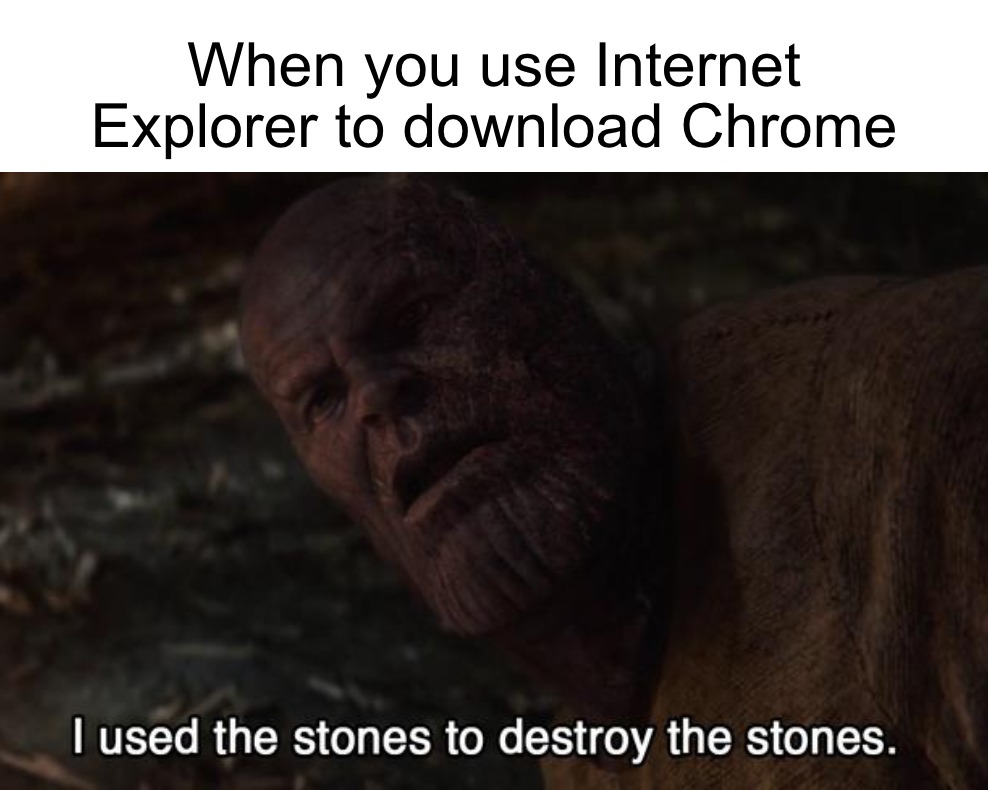 When you use Internet
Explorer to download Chrome
I used the stones to destroy the stones.